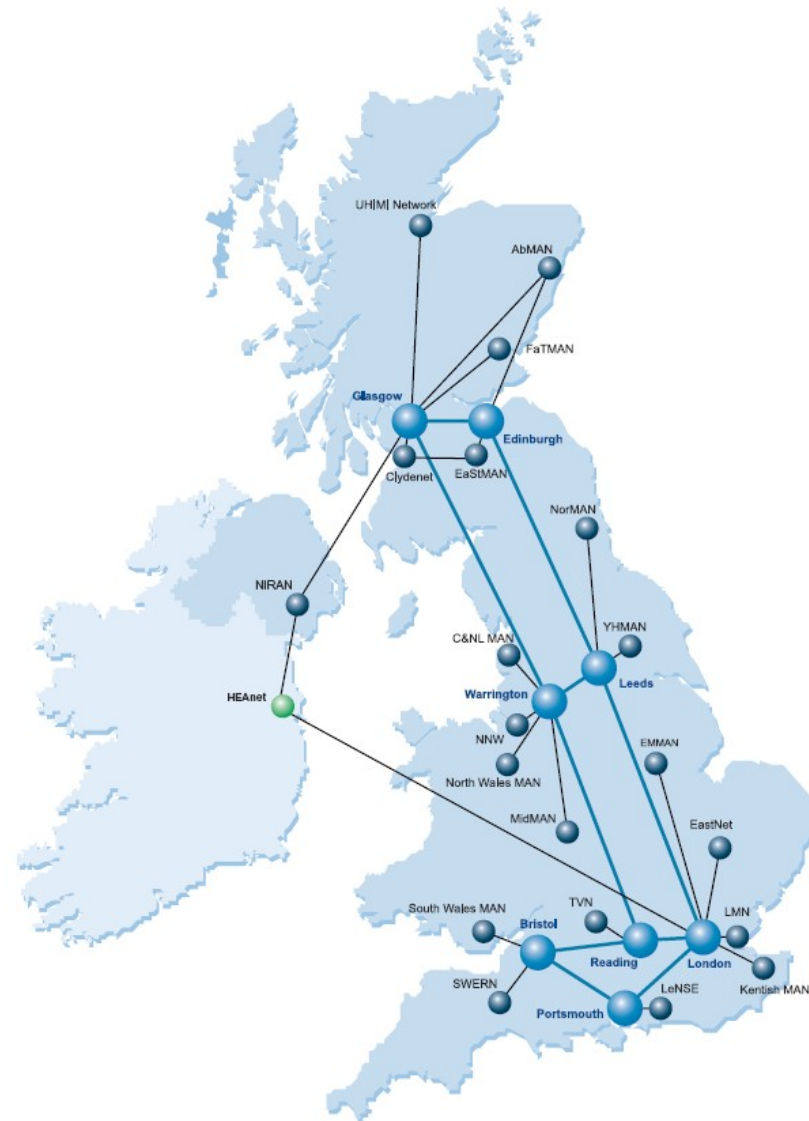 UH|M| Network
AbMAN
FaTMAN
Glasgow
Edinburgh
Clydenet
EaStMAN
NorMAN
NIRAN
YHMAN
C&NL MAN
Leeds
Warrington
HEAnet
NNW
EMMAN
North Wales MAN
MidMAN
EastNet
TVN
South Wales MAN
Bristol
LMN
Reading
London
Kentish MAN
SWERN
LeNSE
Portsmouth